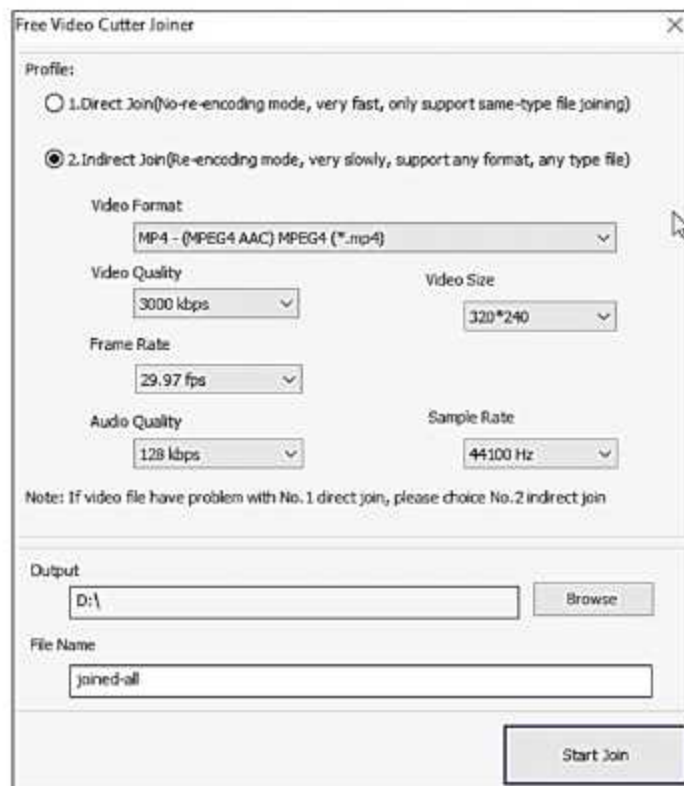 Free Video Cutter Joiner
Profile:
1.Direct Join(No-re-encoding mode, very fast, only support same-type file joining)
2.Indirect Join(Re-encoding mode, very slowly, support any format, any type file)
Video Format
MP4 - (MPEG4 AAC) MPEG4 (*.mp4)
Video Quality
Video Size
3000 kbps
320*240
Frame Rate
29.97 fps
Audio Quality
Sample Rate
128 kbps
44100 Hz
Note: If video file have problem with No.1 direct join, please choice No.2 indirect join
Output
D:\
Browse
File Name
joined-all
Start Join